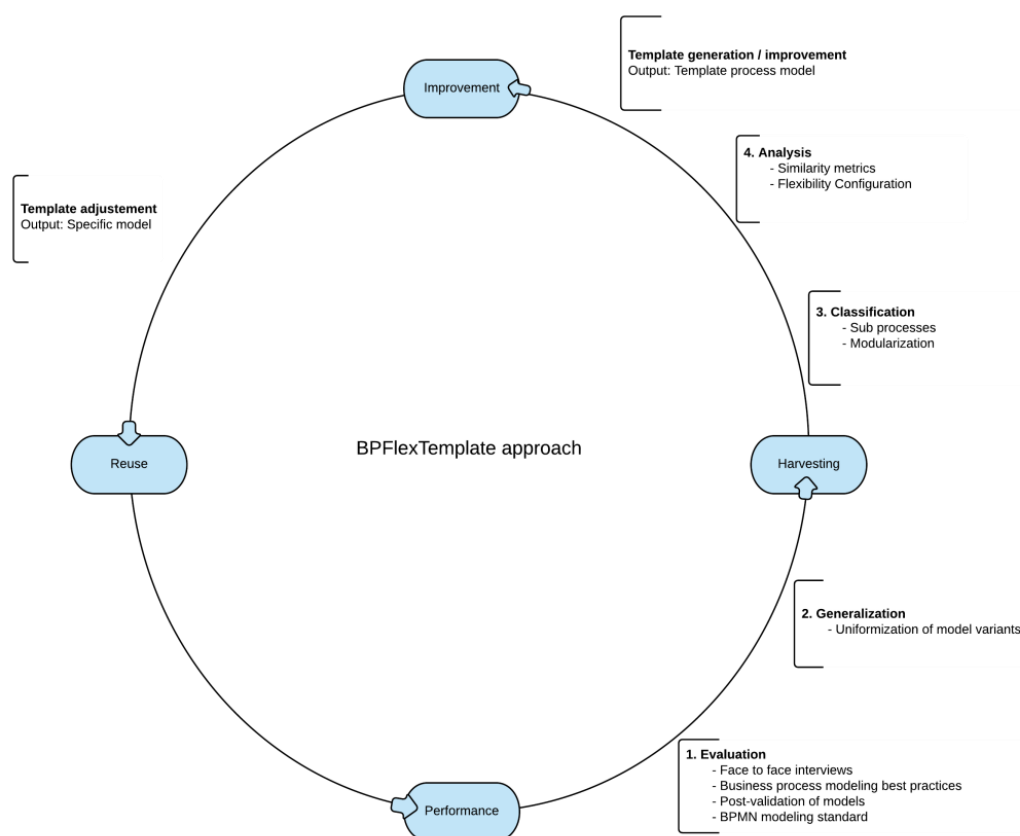 Template generation / improvement
Output: Template process model
Improvement
4. Analysis
- Similarity metrics
- Flexibility Configuration
Template adjustement
Output: Specific model
3. Classification
- Sub processes
- Modularization
BPFlexTemplate approach
Reuse
Harvesting
2. Generalization
- Uniformization of model variants
1. Evaluation
- Face to face interviews
- Business process modeling best practices
- Post-validation of models
- BPMN modeling standard
Performance